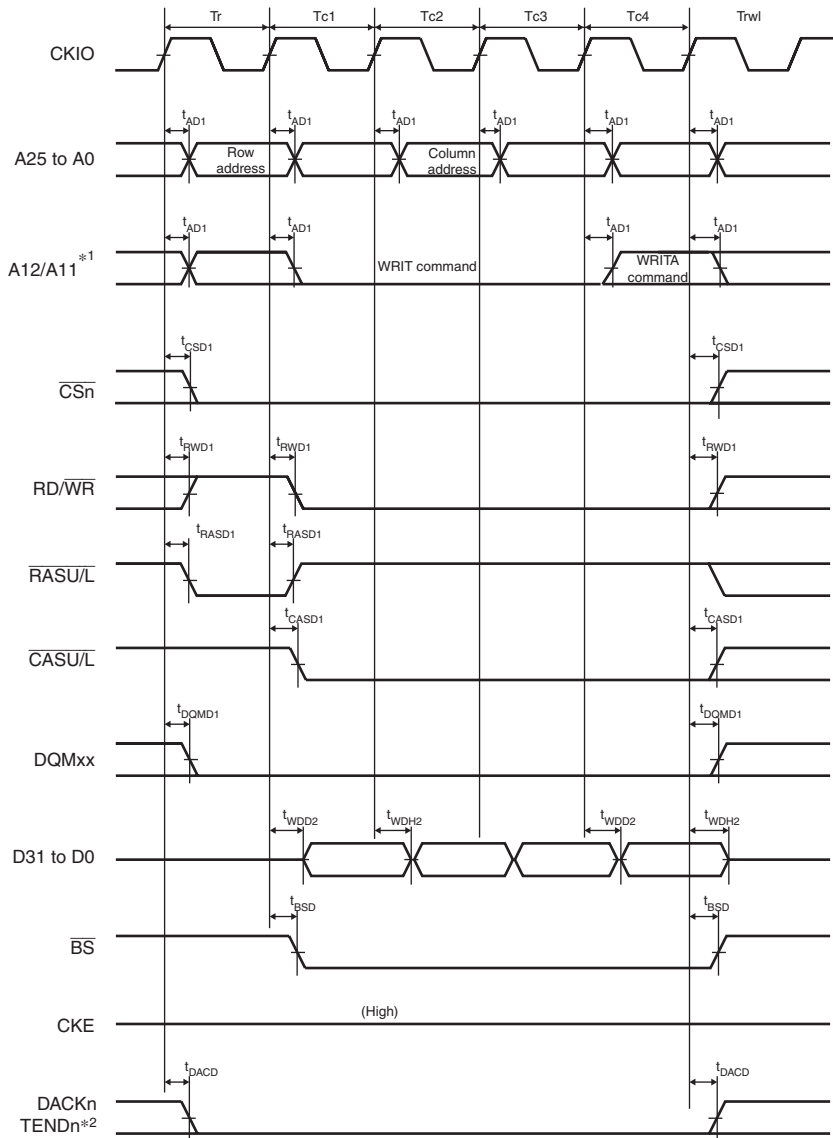 Tr Tc1 Tc2 Tc3 Tc4 Trwl
CKIO
tAD1 tAD1 tAD1 tAD1 tAD1 tAD1
A25 to A0
Row
address
Column
address
tAD1 tAD1 tAD1 tAD1
A12/A11*1
WRIT command
WRITA
command
tCSD1 tCSD1
CSn
tRWD1 tRWD1 tRWD1
RD/WR
tRASD1 tRASD1
RASU/L
tCASD1 tCASD1
CASU/L
tDQMD1 tDQMD1
DQMxx
tWDD2 tWDH2 tWDD2 tWDH2
D31 to D0
tBSD tBSD
BS
(High)
CKE
tDACD tDACD
DACKn
TENDn*2